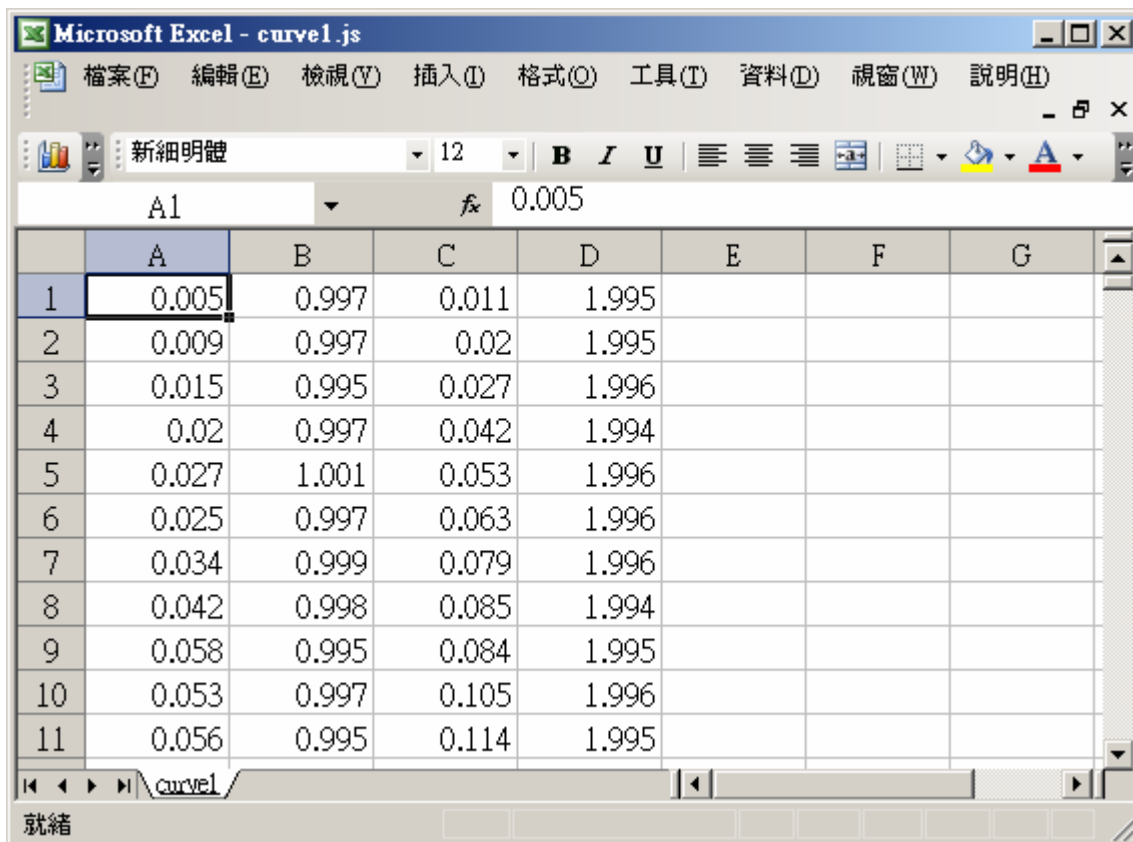 Microsoft Excel - curve1.js
檔案(F) 編輯(E) 檢視(V) 插入(I) 格式(O) 工具(T) 資料(D) 視窗(W) 說明(H)
新細明體 12 B I U A
A1 fx 0.005
A B C D E F G
1 0.005 0.997 0.011 1.995
2 0.009 0.997 0.02 1.995
3 0.015 0.995 0.027 1.996
4 0.02 0.997 0.042 1.994
5 0.027 1.001 0.053 1.996
6 0.025 0.997 0.063 1.996
7 0.034 0.999 0.079 1.996
8 0.042 0.998 0.085 1.994
9 0.058 0.995 0.084 1.995
10 0.053 0.997 0.105 1.996
11 0.056 0.995 0.114 1.995
curve1
就緒